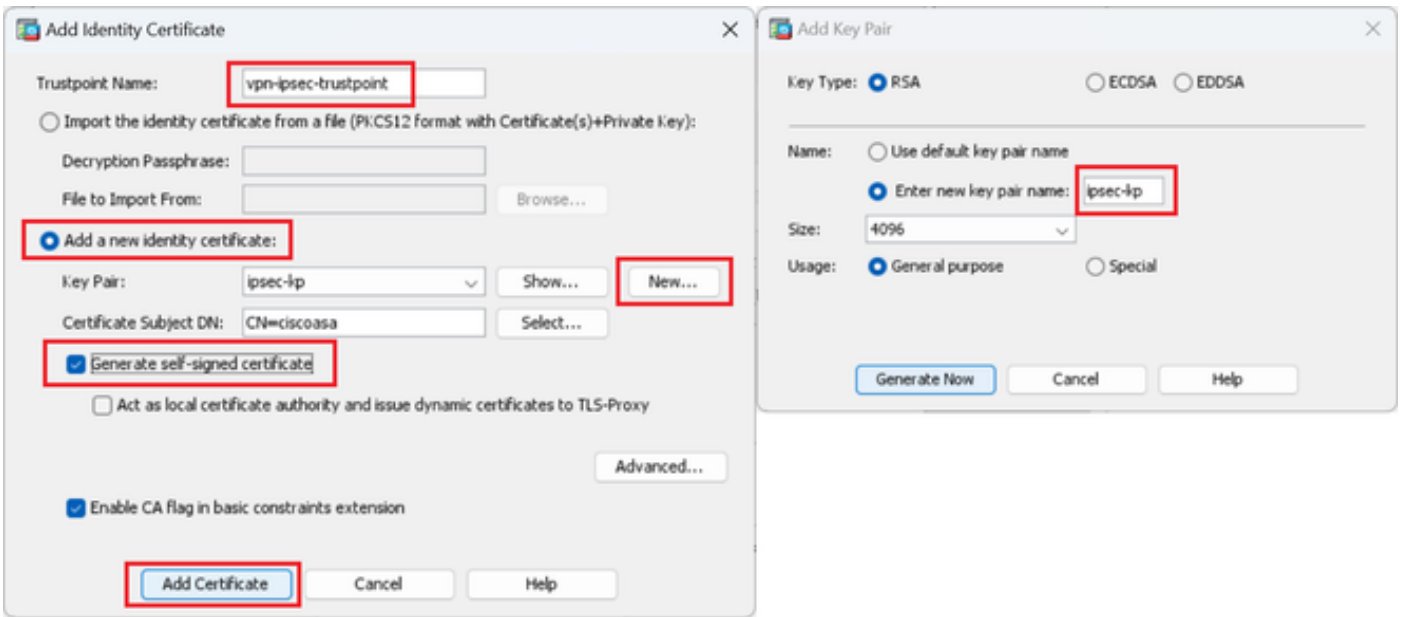 Add Identity Certificate
Trustpoint Name: vpn-ipsec-trustpoint
Import the identity certificate from a file (PKCS12 format with Certificate(s)+Private Key):
Decryption Passphrase:
File to Import From: Browse...
Add a new identity certificate:
Key Pair: ipsec-kp Show... New...
Certificate Subject DN: CN=ciscoasa Select...
Generate self-signed certificate
Act as local certificate authority and issue dynamic certificates to TLS-Proxy
Advanced...
Enable CA flag in basic constraints extension
Add Certificate Cancel Help
Add Key Pair
Key Type: RSA ECDSA EDDSA
Name: Use default key pair name
Enter new key pair name: ipsec-kp
Size: 4096
Usage: General purpose Special
Generate Now Cancel Help